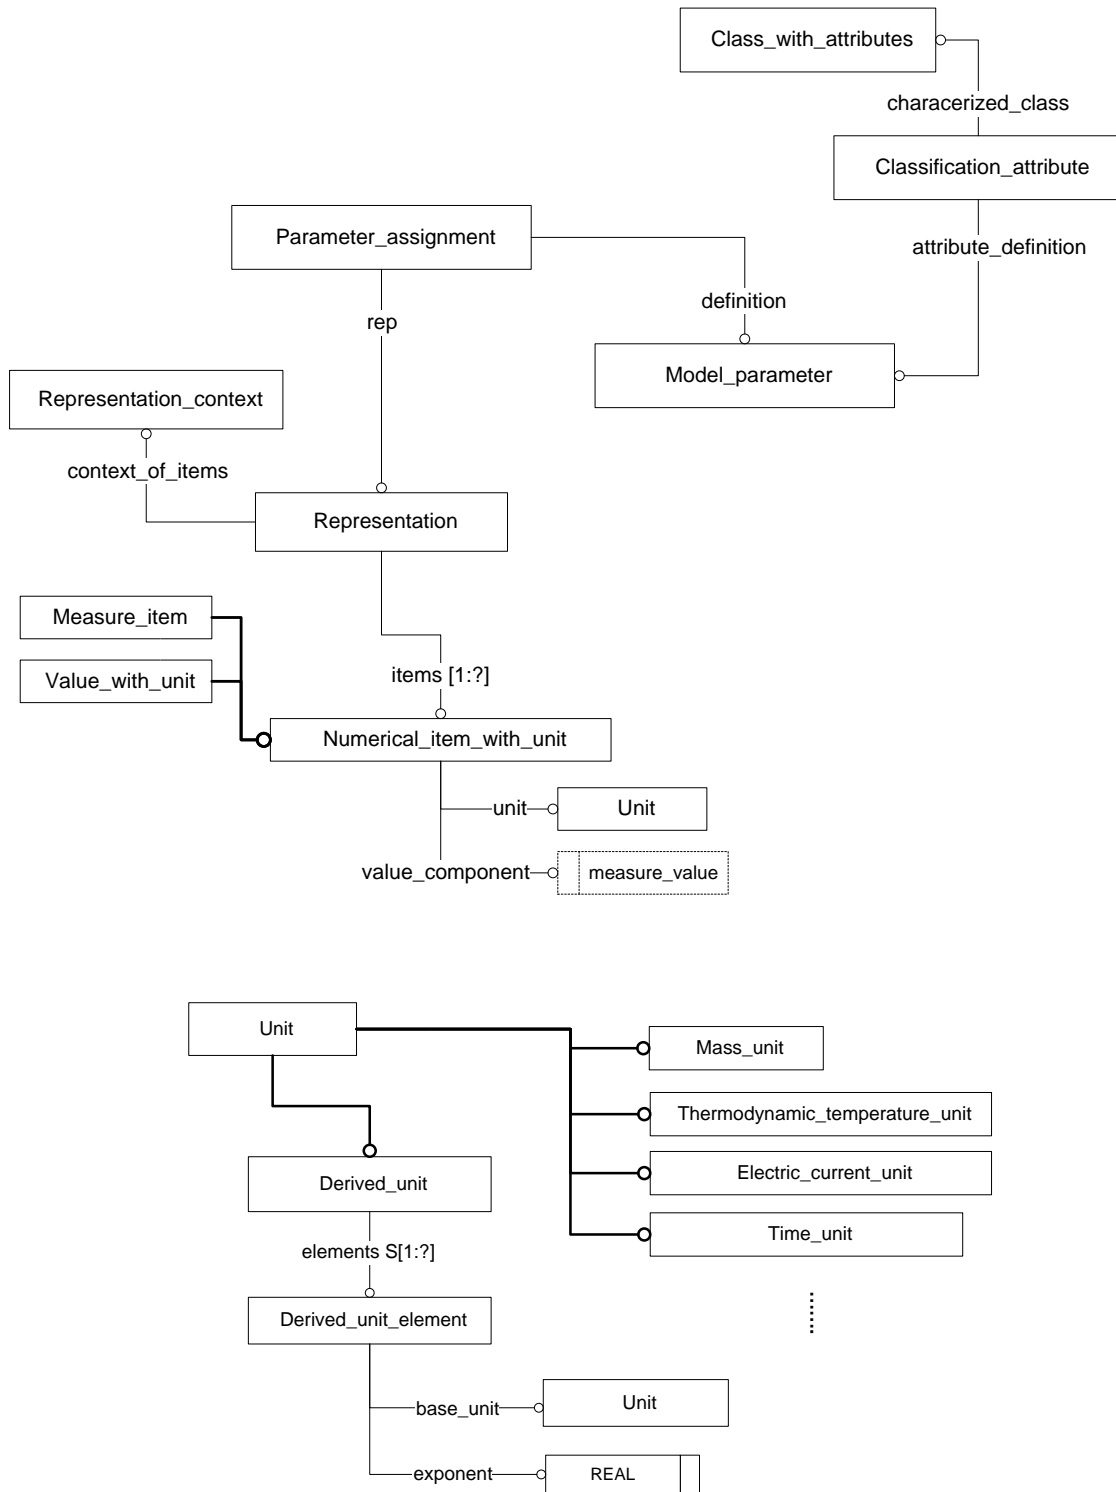 Class_with_attributes
characerized_class
Classification_attribute
Parameter_assignment
attribute_definition
definition
rep
Model_parameter
Representation_context
context_of_items
Representation
Measure_item
Value_with_unit
items [1:?]
Numerical_item_with_unit
unit
Unit
value_component
measure_value
Unit
Mass_unit
Thermodynamic_temperature_unit
Derived_unit
Electric_current_unit
Time_unit
elements S[1:?]
Derived_unit_element
base_unit
Unit
exponent
REAL